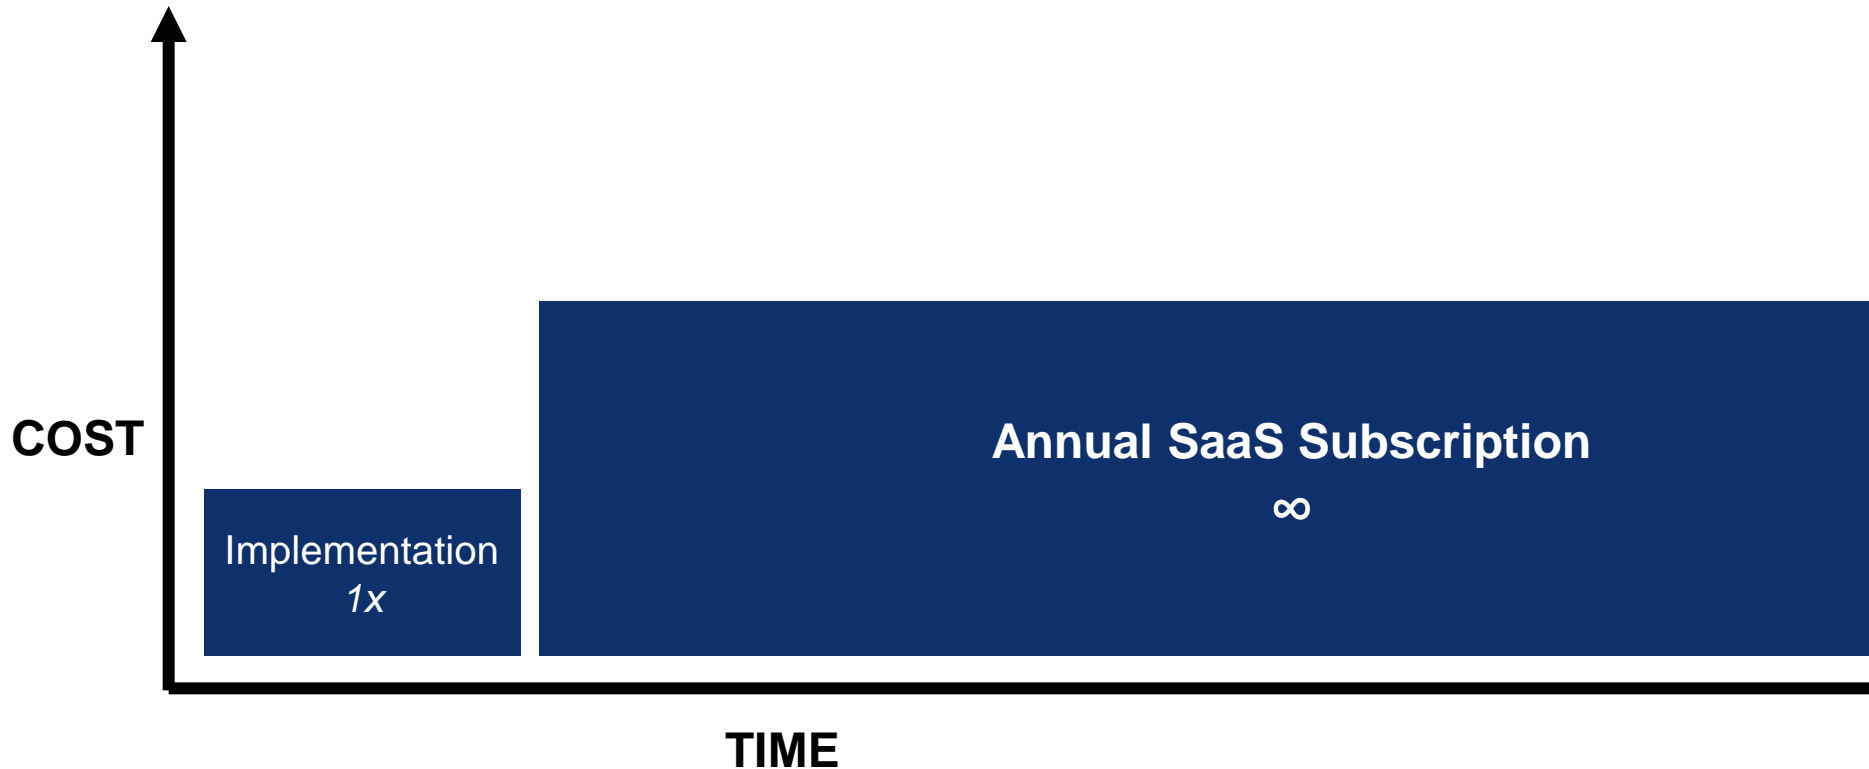 COST
Implementation
1x
Annual SaaS Subscription
∞
TIME